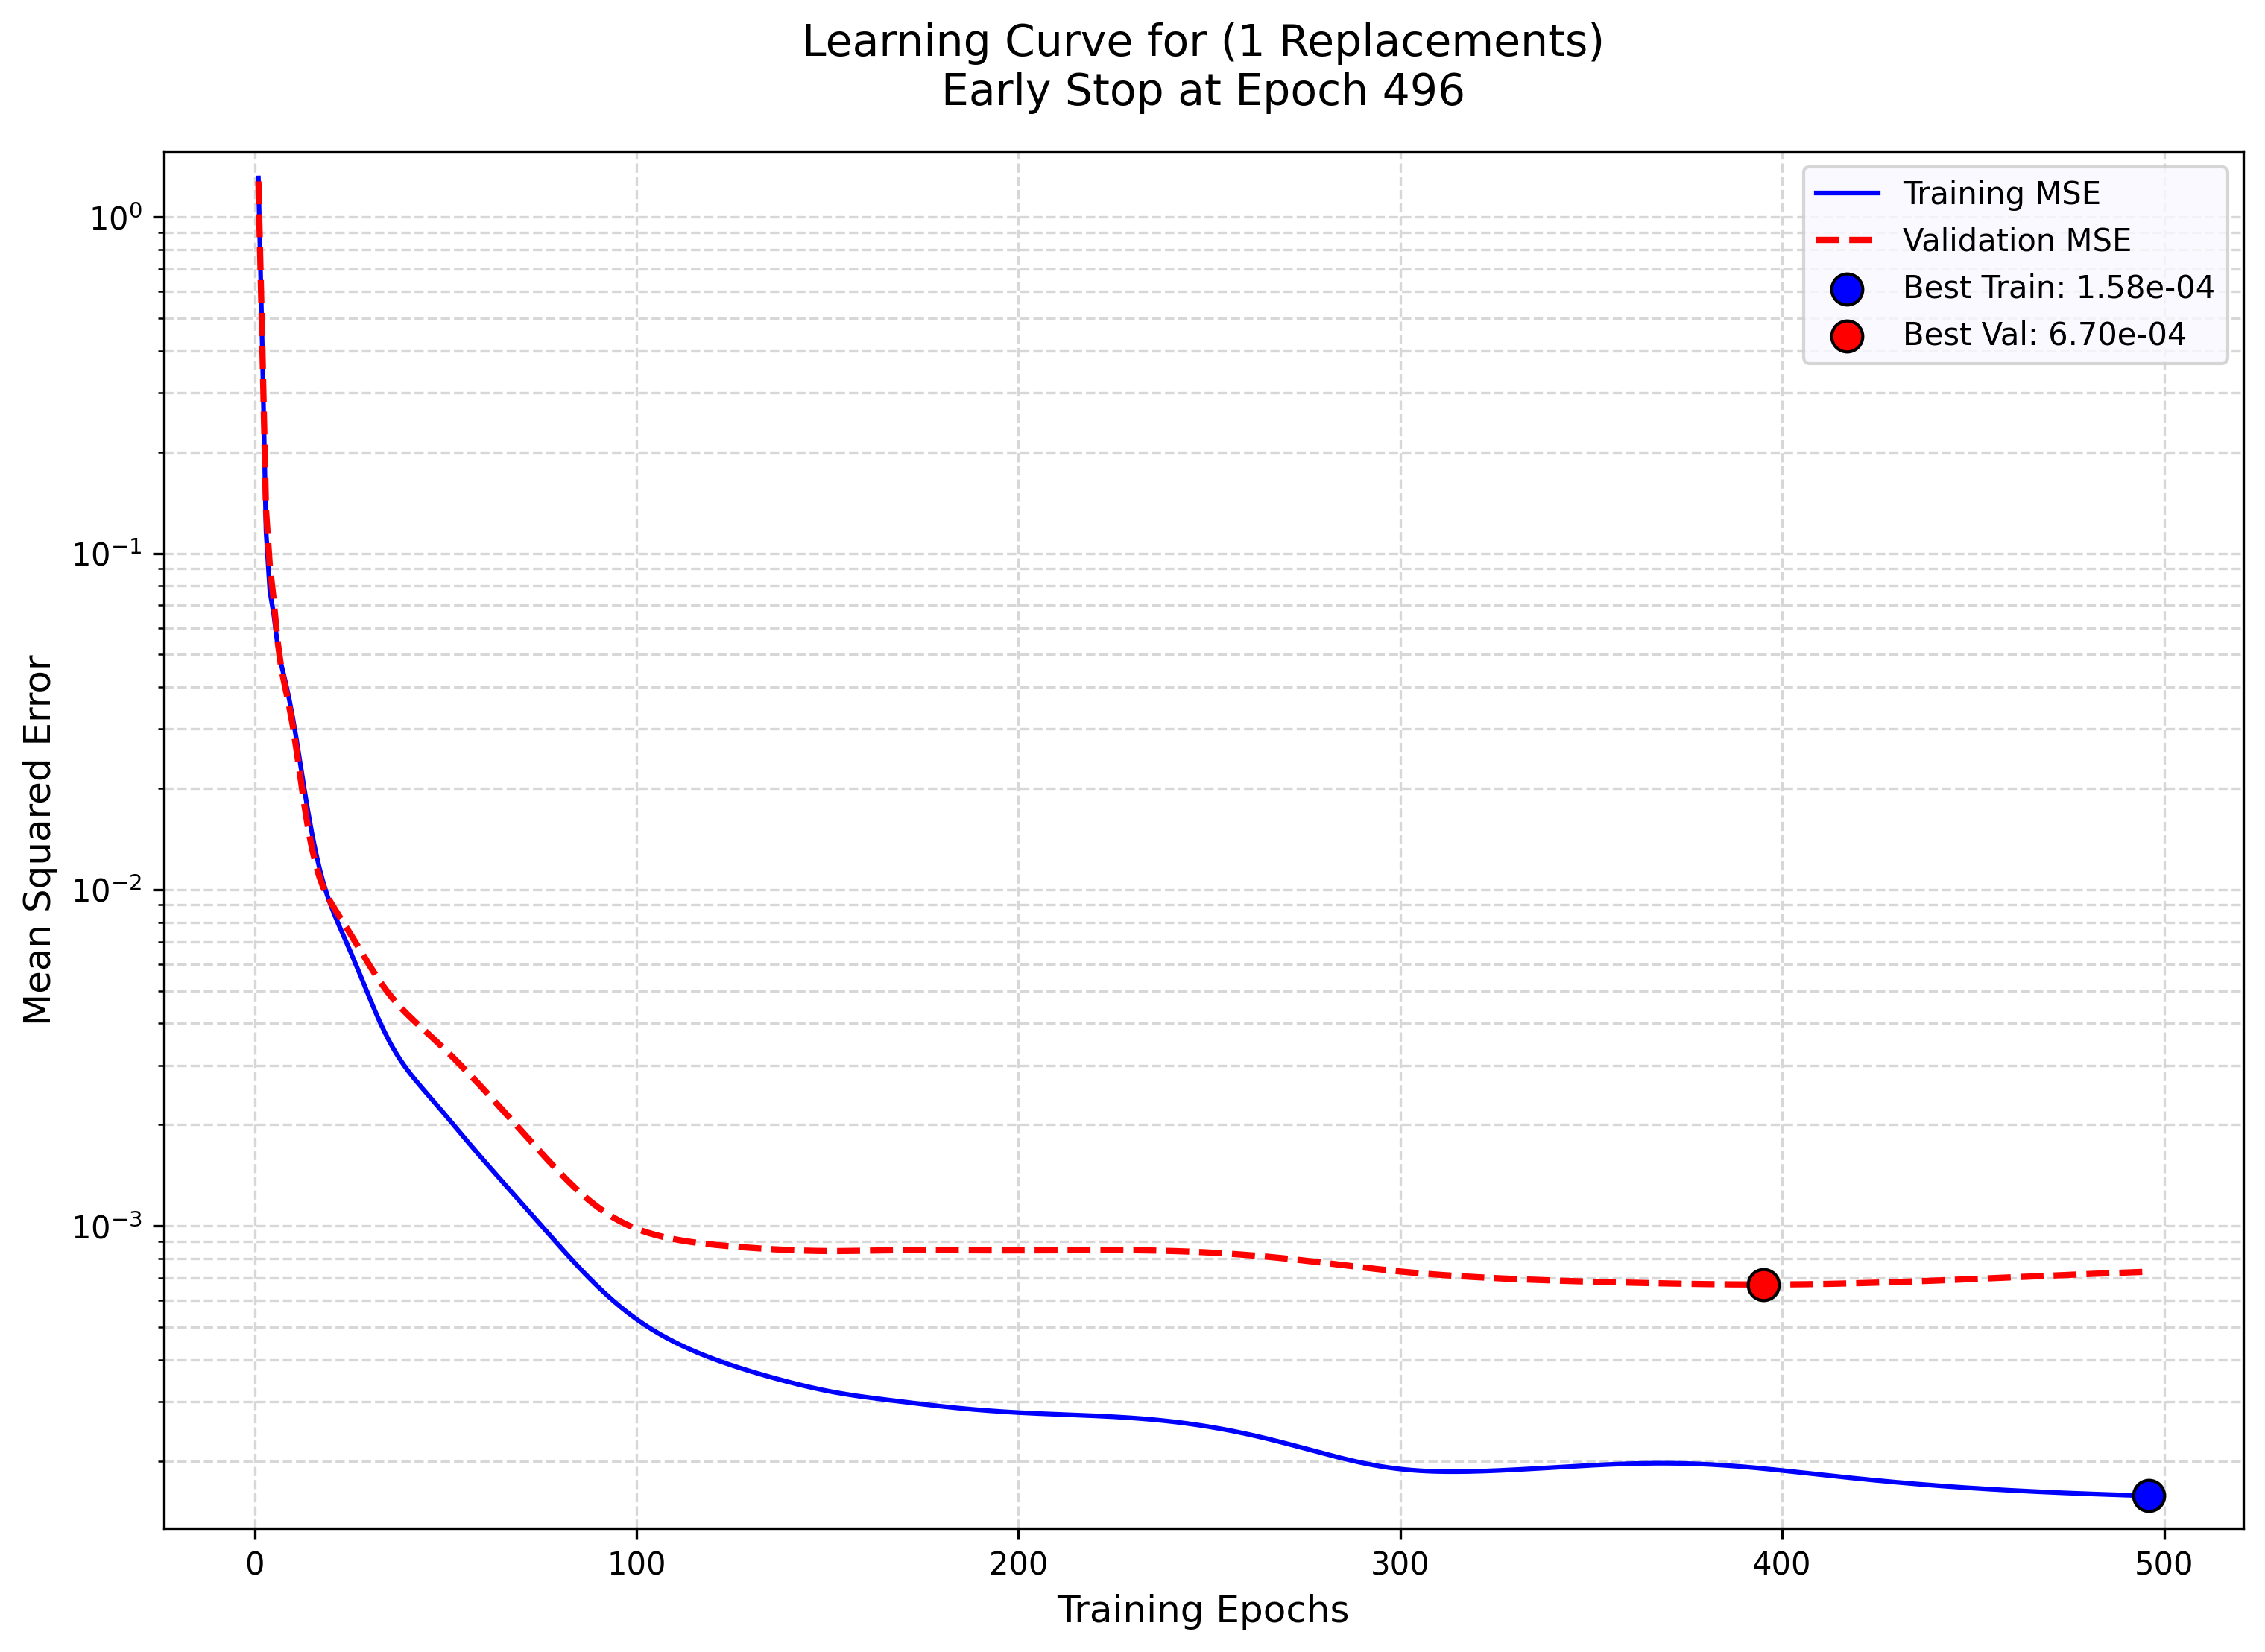 Learning Curve for (1 Replacements)
Early Stop at Epoch 496
Training MSE
Validation MSE
Best Train: 1.58e-04
Best Val: 6.70e-04
Mean Squared Error
10⁰
10⁻¹
10⁻²
10⁻³
0 100 200 300 400 500
Training Epochs